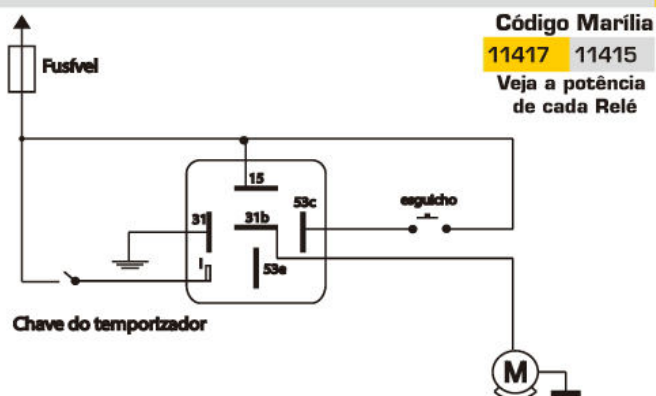 Código Marília
11417 11415
Veja a potência
de cada Relé
Fusível
15
53c
31
31b
esguicho
I
53e
Chave do temporizador
M